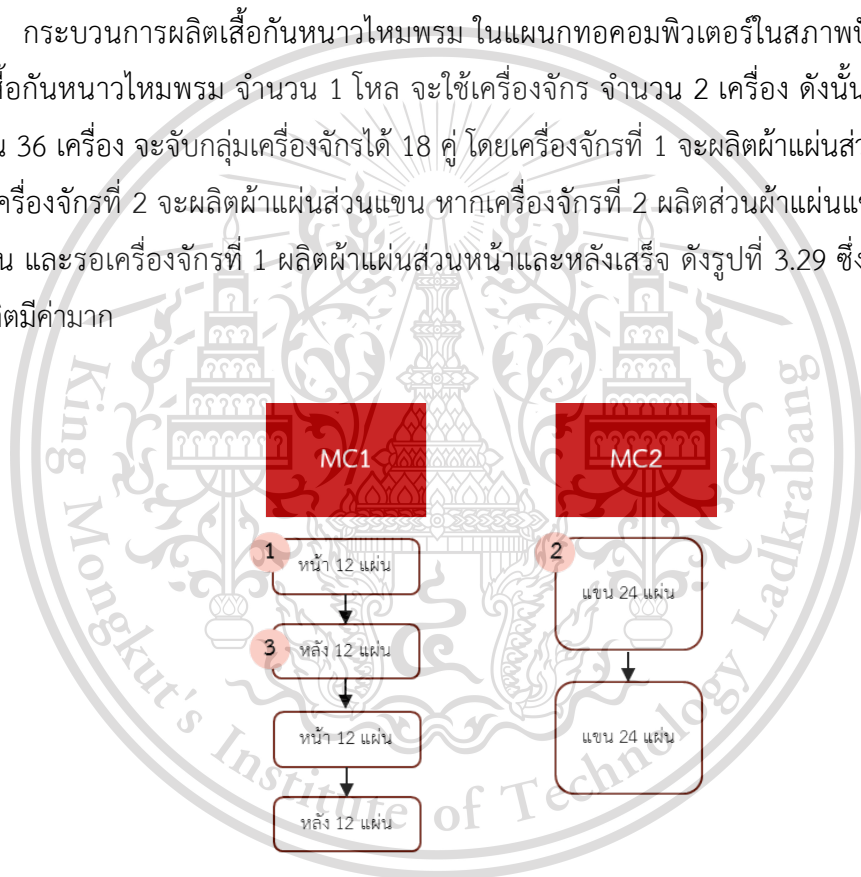 กระบวนการผลิตเสื้อกันหนาวไหมพรม ในแผนกทอคอมพิวเตอร์ในสภาพ
สื้อกันหนาวไหมพรม จำนวน 1 โหล จะใช้เครื่องจักร จำนวน 2 เครื่อง ดังนั้น
น 36 เครื่อง จะจับกลุ่มเครื่องจักรได้ 18 คู่ โดยเครื่องจักรที่ 1 จะผลิตผ้าแผ่นส่ว
ครื่องจักรที่ 2 จะผลิตผ้าแผ่นส่วนแขน หากเครื่องจักรที่ 2 ผลิตส่วนผ้าแผ่นแข
น และรอเครื่องจักรที่ 1 ผลิตผ้าแผ่นส่วนหน้าและหลังเสร็จ ดังรูปที่ 3.29 ซึ่ง
ิตมีค่ามาก
MC1 MC2
1 หน้า 12 แผ่น
2 แขน 24 แผ่น
3 หลัง 12 แผ่น
หน้า 12 แผ่น
แขน 24 แผ่น
หลัง 12 แผ่น
King Mongkut's Institute of Technology Ladkrabang